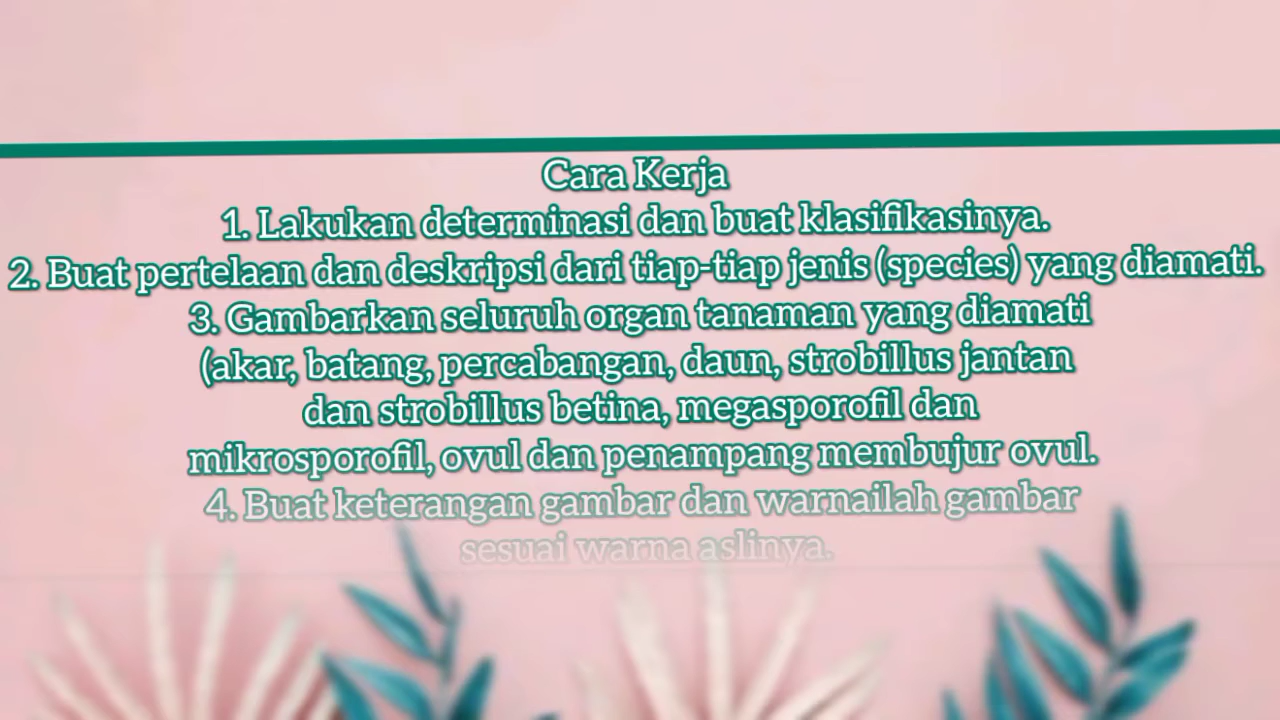 Cara Kerja
1. Lakukan determinasi dan buat klasifikasinya.
2. Buat pertelaan dan deskripsi dari tiap-tiap jenis (species) yang diamati.
3. Gambarkan seluruh organ tanaman yang diamati
(akar, batang, percabangan, daun, strobillus jantan
dan strobillus betina, megasporofil dan
mikrosporofil, ovul dan penampang membujur ovul.
4. Buat keterangan gambar dan warnailah gambar
sesuai warna aslinya.